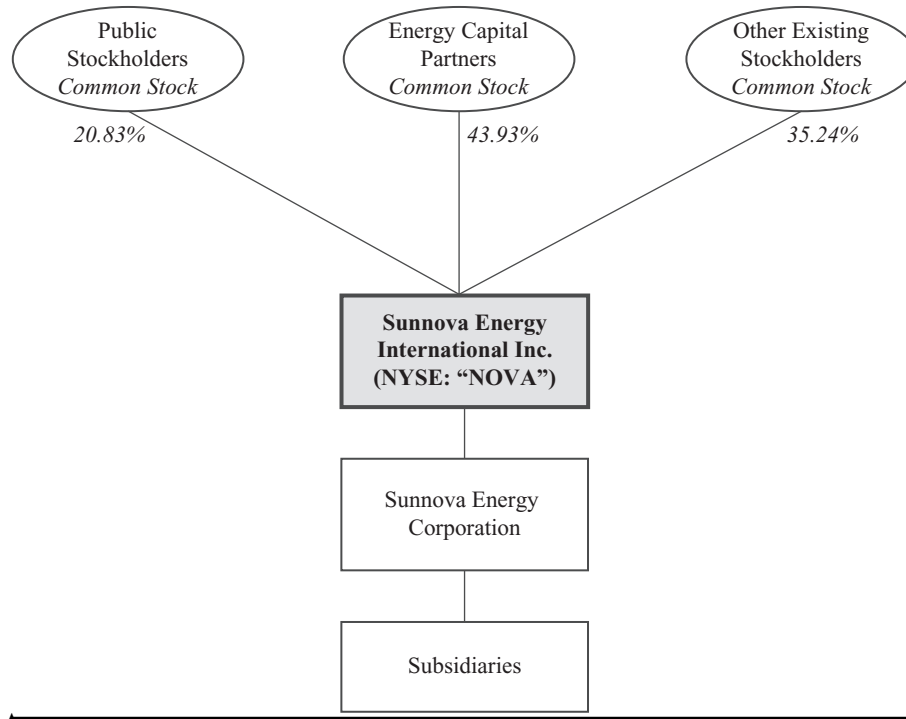 Public
Stockholders
Common Stock
Energy Capital
Partners
Common Stock
Other Existing
Stockholders
Common Stock
20.83%
43.93%
35.24%
Sunnova Energy
International Inc.
(NYSE: “NOVA”)
Sunnova Energy
Corporation
Subsidiaries